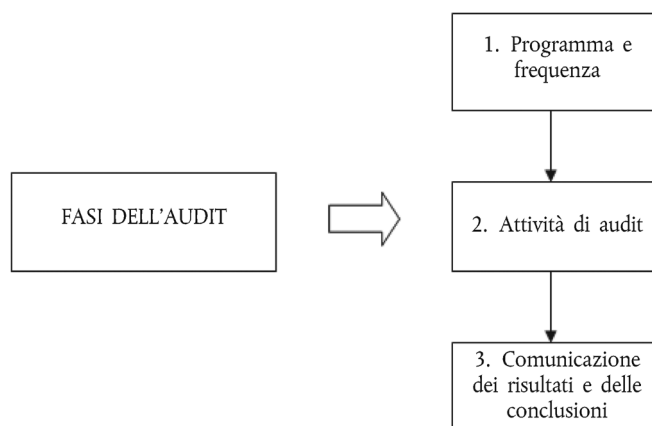 1. Programma e
frequenza
FASI DELL'AUDIT
2. Attività di audit
3. Comunicazione
dei risultati e delle
conclusioni